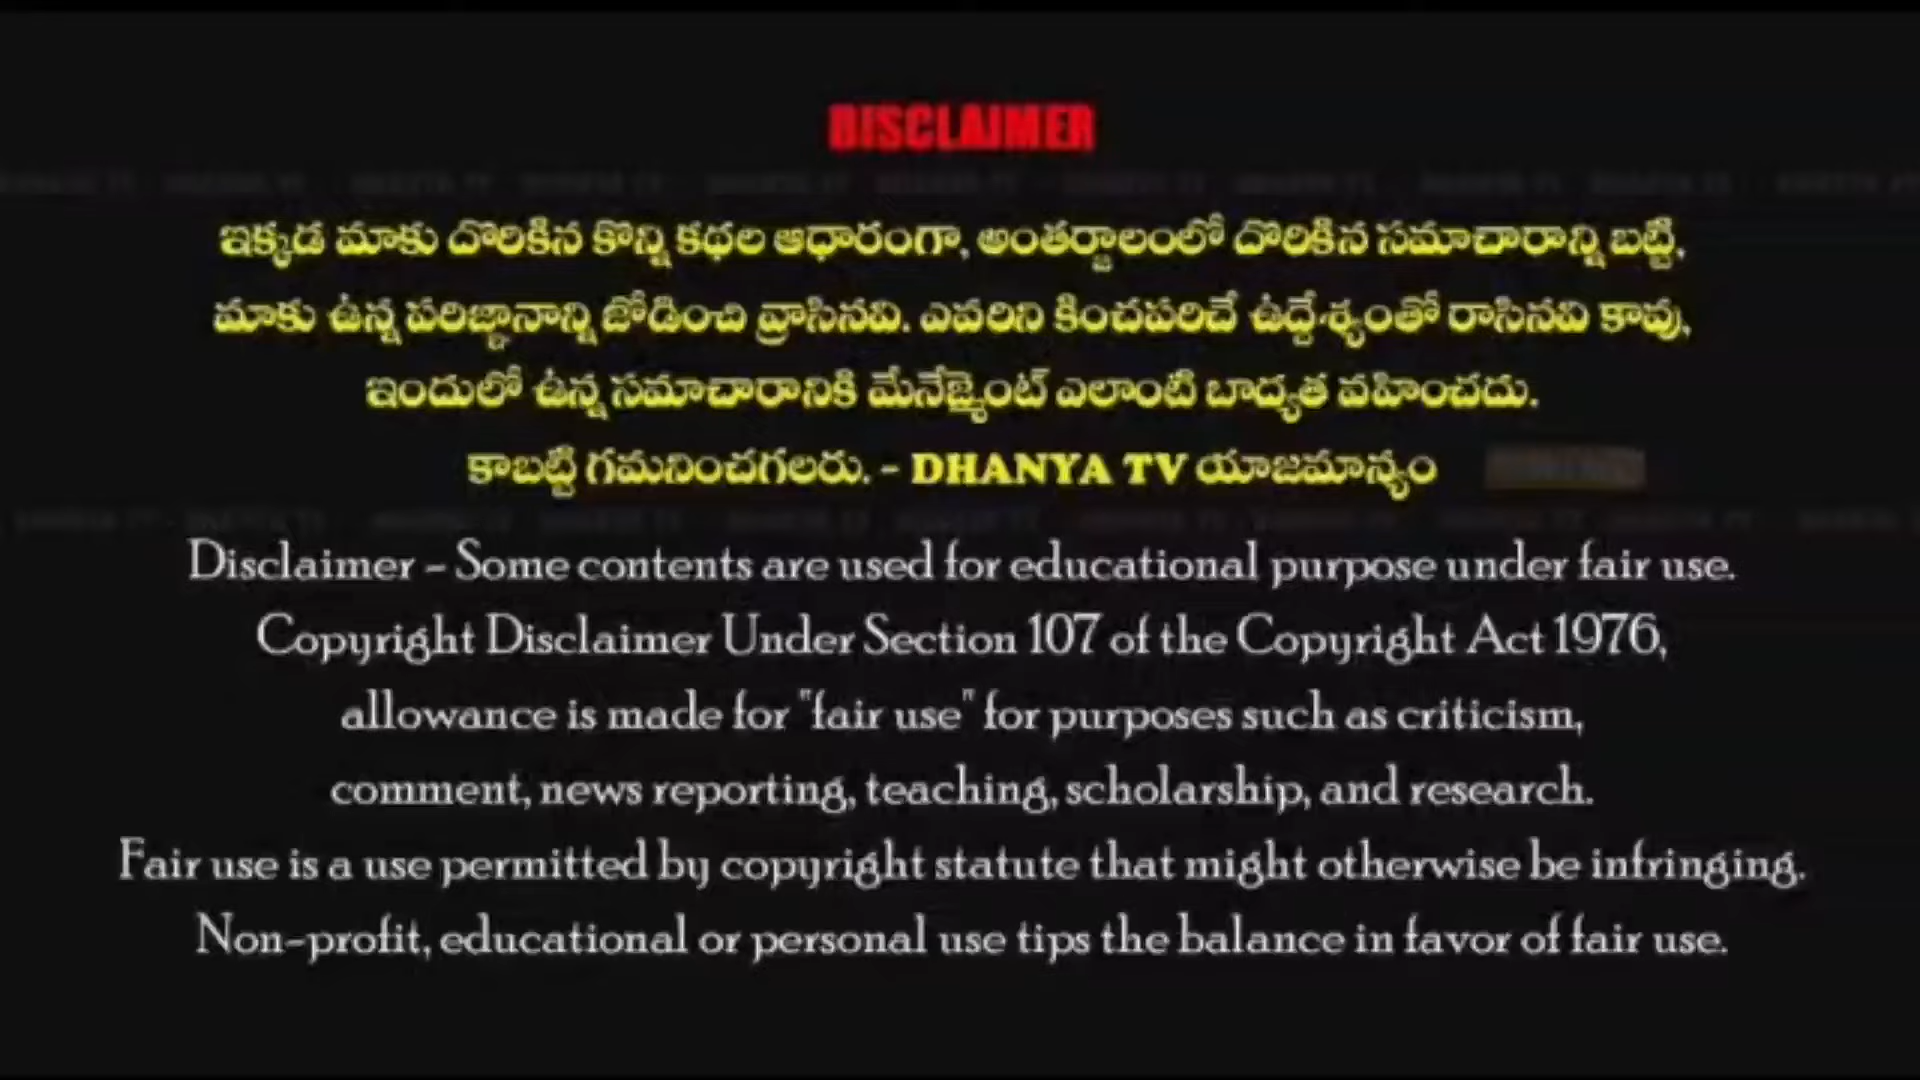 DISCLAIMER
ఇక్కడ మాకు దొరికిన కొన్ని కథల ఆధారంగా, అంతర్జాలంలో దొరికిన సమాచారాన్ని బట్టి,
మాకు ఉన్న పరిజ్ఞానాన్ని జోడించి వ్రాసినవి. ఎవరిని కించపరిచే ఉద్దేశ్యంతో రాసినవి కావు,
ఇందులో ఉన్న సమాచారానికి మేనేజ్మెంట్ ఎలాంటి బాద్యత వహించదు.
కాబట్టి గమనించగలరు. - DHANYA TV యాజమాన్యం
Disclaimer - Some contents are used for educational purpose under fair use.
Copyright Disclaimer Under Section 107 of the Copyright Act 1976,
allowance is made for "fair use" for purposes such as criticism,
comment, news reporting, teaching, scholarship, and research.
Fair use is a use permitted by copyright statute that might otherwise be infringing.
Non-profit, educational or personal use tips the balance in favor of fair use.